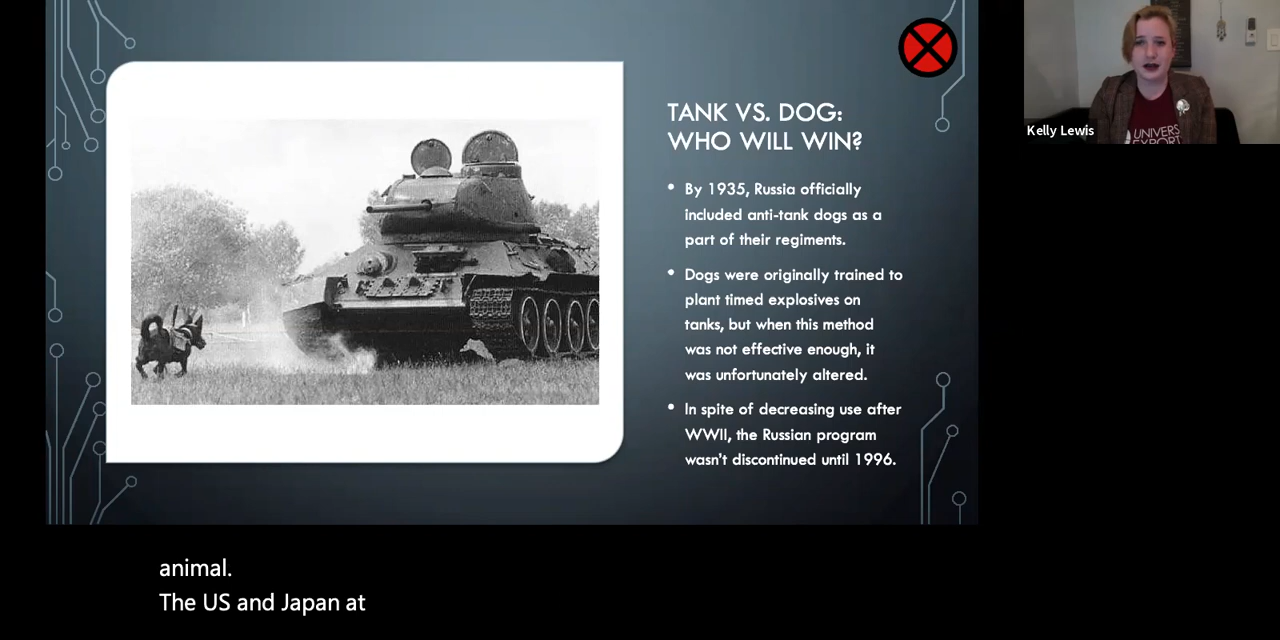 TANK VS. DOG:
WHO WILL WIN?
• By 1935, Russia officially
included anti-tank dogs as a
part of their regiments.
• Dogs were originally trained to
plant timed explosives on
tanks, but when this method
was not effective enough, it
was unfortunately altered.
• In spite of decreasing use after
WWII, the Russian program
wasn't discontinued until 1996.
Kelly Lewis
UNIVERS
EXPORT
animal.
The US and Japan at